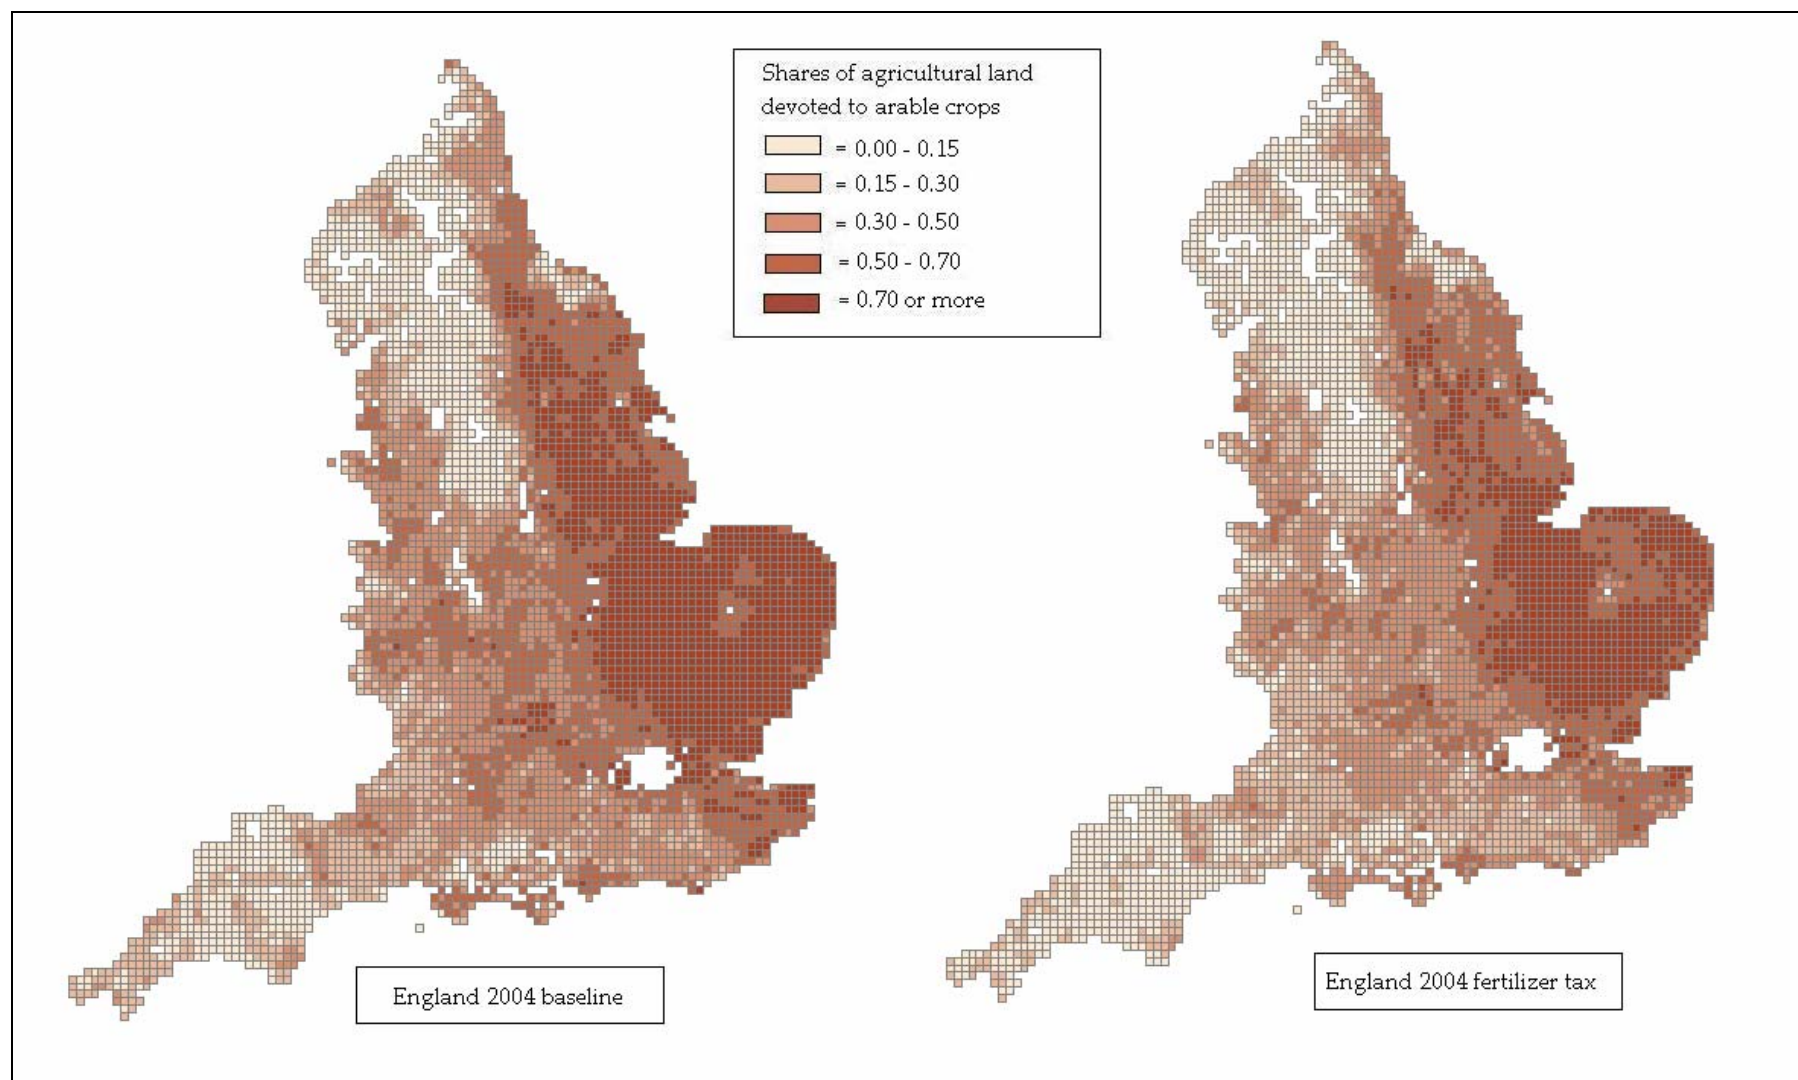 Shares of agricultural land
devoted to arable crops
= 0.00 - 0.15
= 0.15 - 0.30
= 0.30 - 0.50
= 0.50 - 0.70
= 0.70 or more
England 2004 baseline
England 2004 fertilizer tax